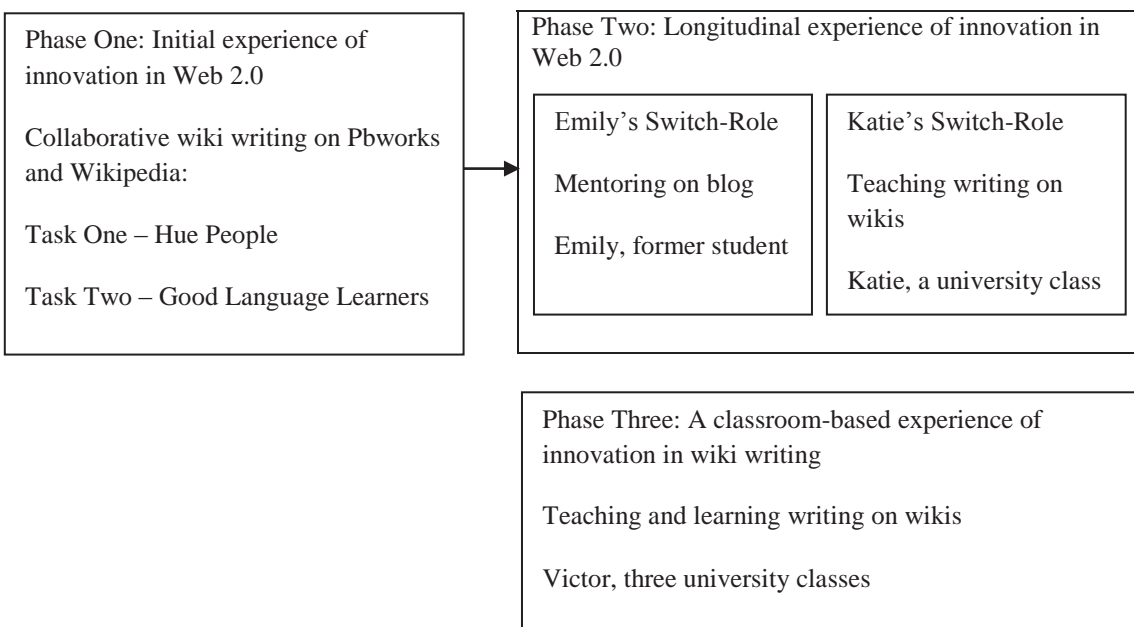 Phase One: Initial experience of
innovation in Web 2.0
Collaborative wiki writing on Pbworks
and Wikipedia:
Task One – Hue People
Task Two – Good Language Learners
Phase Two: Longitudinal experience of innovation in
Web 2.0
Emily’s Switch-Role
Mentoring on blog
Emily, former student
Katie’s Switch-Role
Teaching writing on
wikis
Katie, a university class
Phase Three: A classroom-based experience of
innovation in wiki writing
Teaching and learning writing on wikis
Victor, three university classes